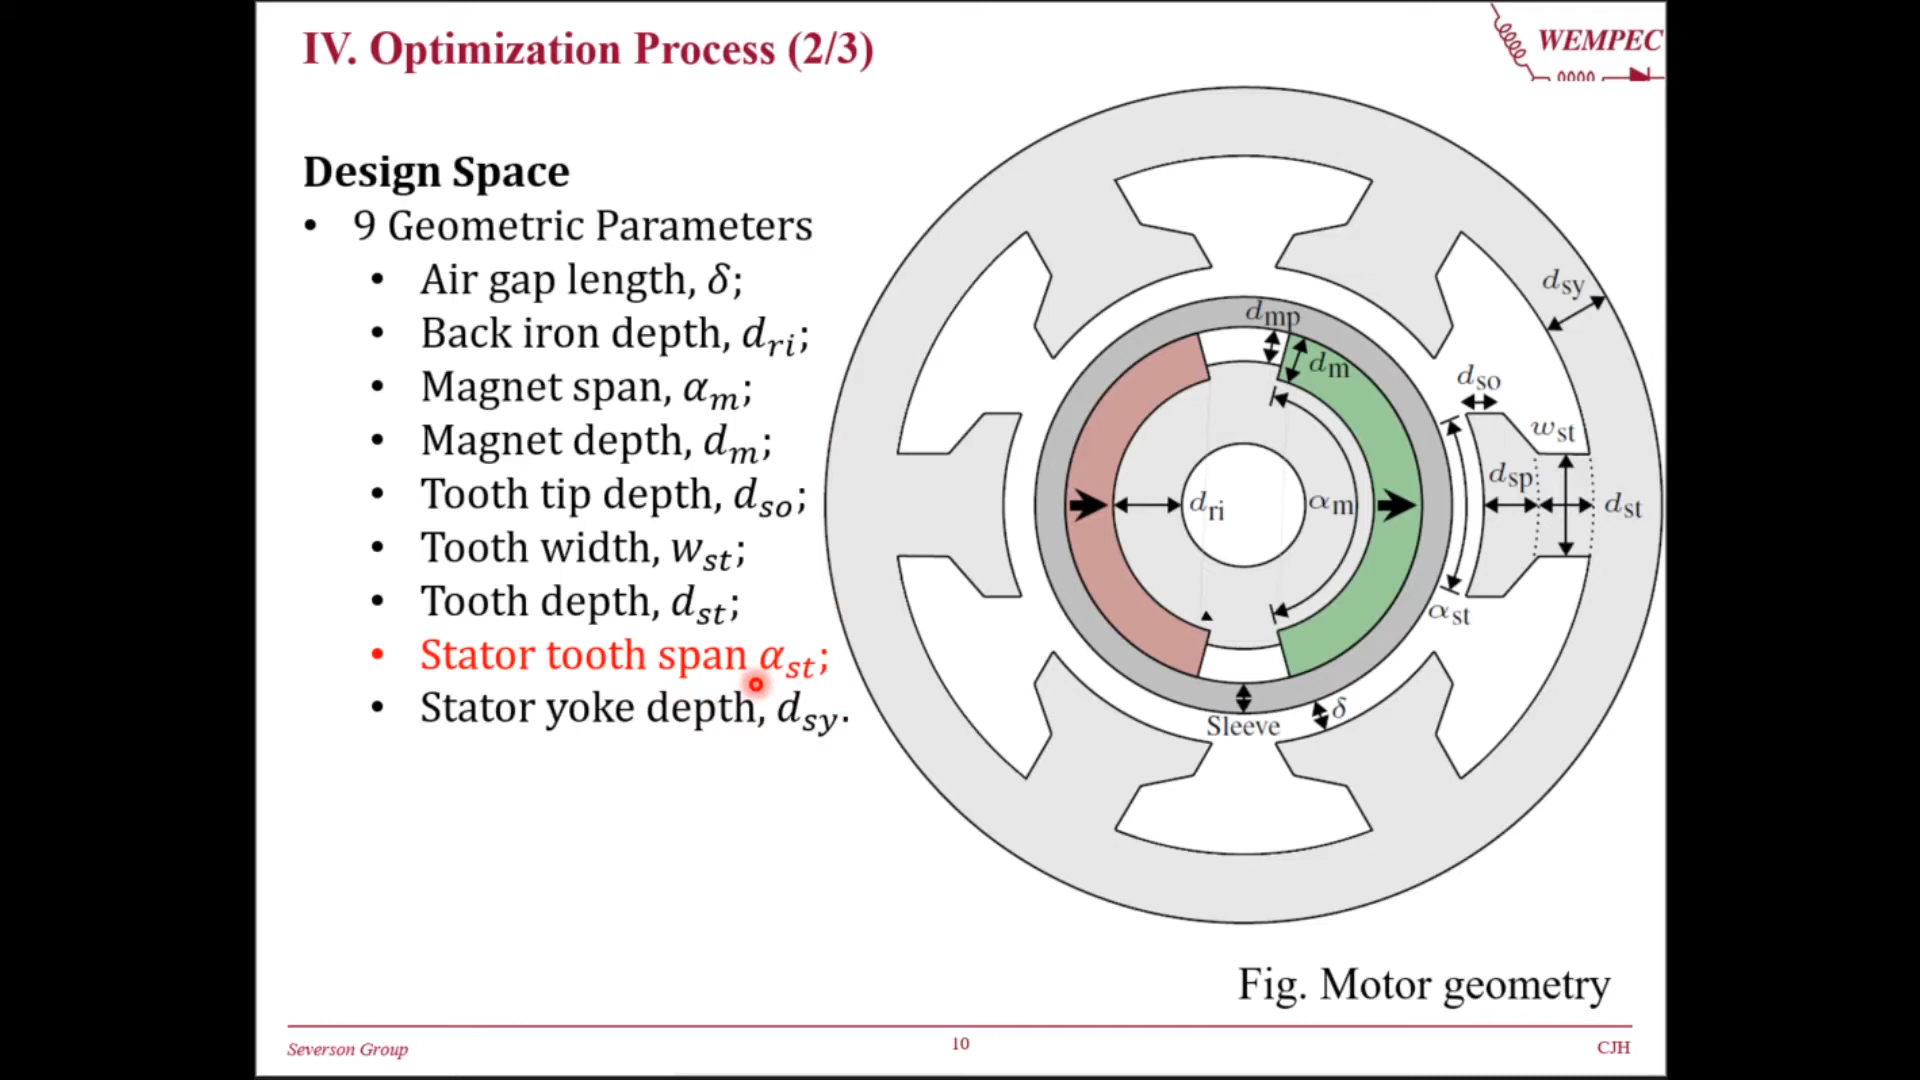 IV. Optimization Process (2/3)
WEMPEC
Design Space
• 9 Geometric Parameters
• Air gap length, δ;
• Back iron depth, d_ri;
• Magnet span, α_m;
• Magnet depth, d_m;
• Tooth tip depth, d_so;
• Tooth width, w_st;
• Tooth depth, d_st;
• Stator tooth span α_st;
• Stator yoke depth, d_sy.
d_sy
d_mp
d_m
d_so
w_st
d_sp
d_st
d_ri
α_m
α_st
δ
Sleeve
Fig. Motor geometry
Severson Group
10
CJH